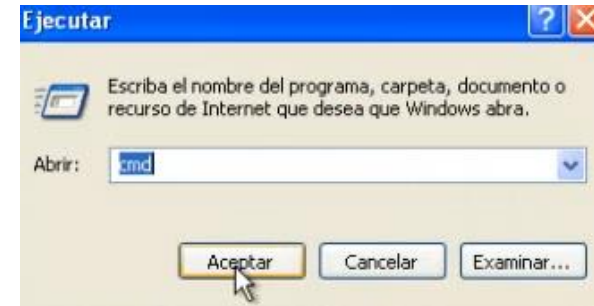 Ejecutar
Escriba el nombre del programa, carpeta, documento o
recurso de Internet que desea que Windows abra.
Abrir: cmd
Aceptar Cancelar Examinar...